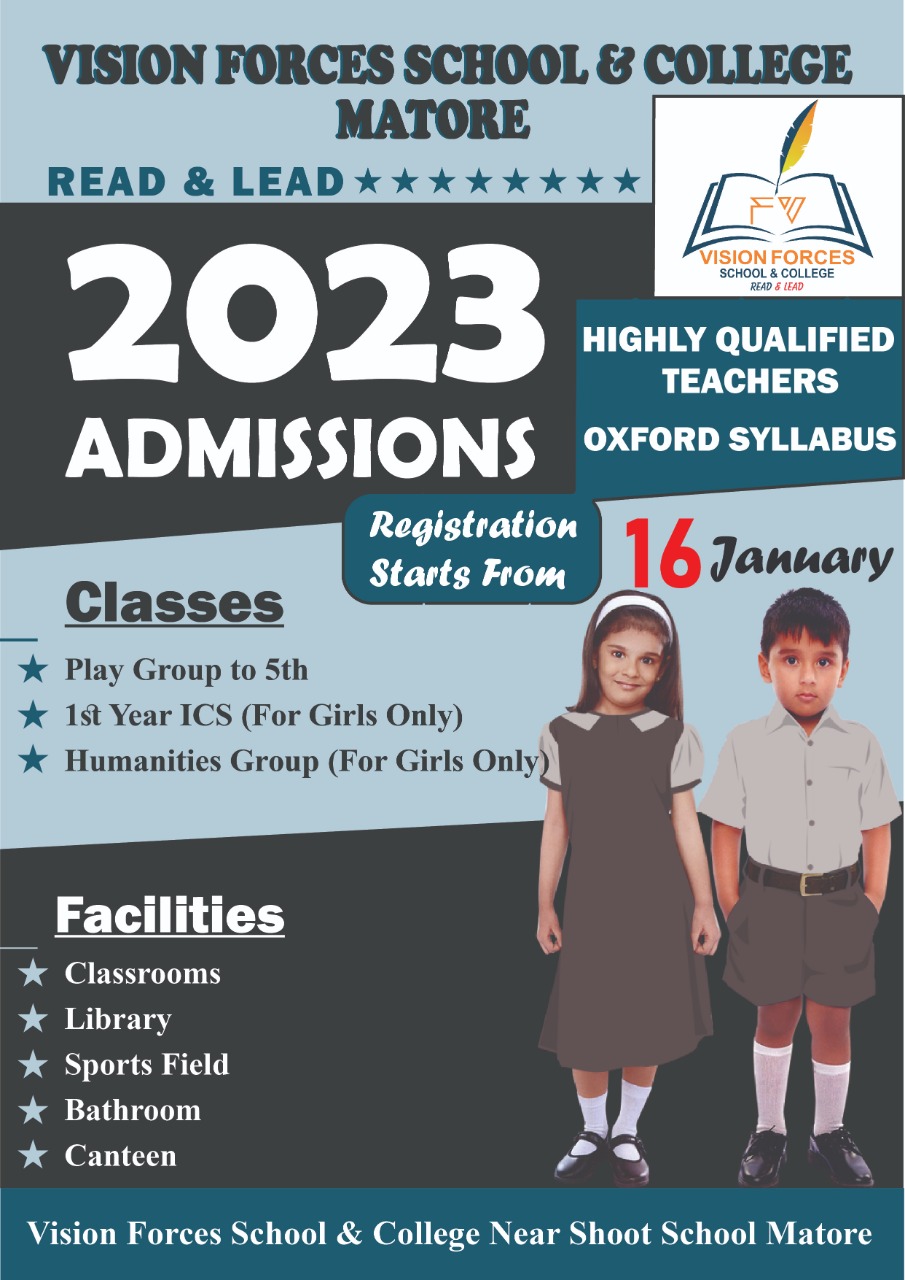 VISION FORCES SCHOOL & COLLEGE
MATORE
READ & LEAD
FV
VISION FORCES
SCHOOL & COLLEGE
READ & LEAD
2023
ADMISSIONS
HIGHLY QUALIFIED
TEACHERS
OXFORD SYLLABUS
Registration
Starts From
16 January
Classes
Play Group to 5th
1st Year ICS (For Girls Only)
Humanities Group (For Girls Only)
Facilities
Classrooms
Library
Sports Field
Bathroom
Canteen
Vision Forces School & College Near Shoot School Matore